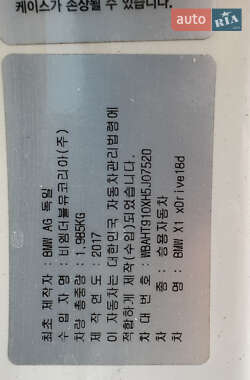 케이스가 손상될 수 있습니다.
auto RIA .com
최초 제작자 : BMW AG 독일
수 입 자 명 : 비엠더블유코리아(주)
차량 총중량 : 1,985KG
제 작 연 도 : 2017
이 자동차는 대한민국 자동차관리법령에
적합하게 제작(수입)되었습니다.
차 대 번 호 : WBAHT910XH5J07520
차 종 : 승용자동차
차 명 : BMW X1 xDrive18d